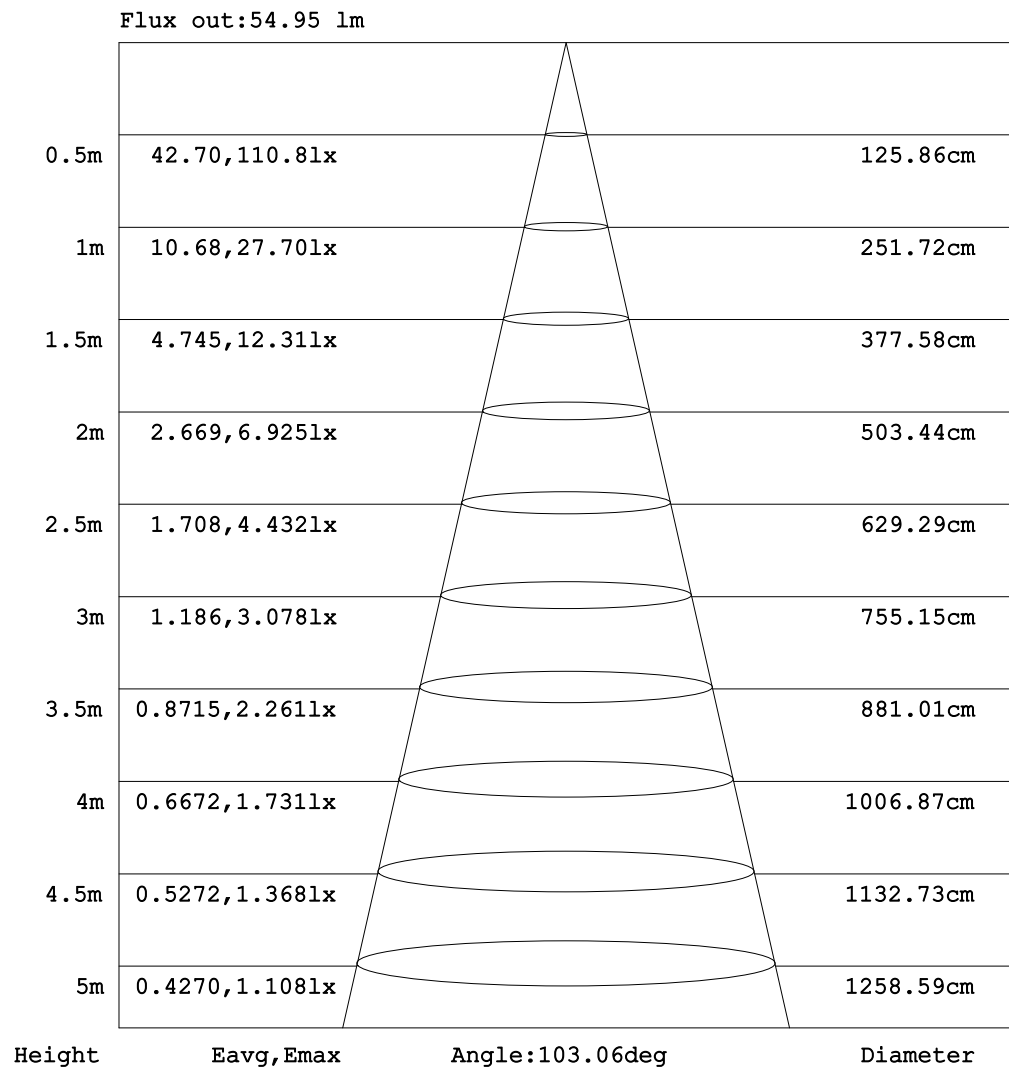 Flux out:54.95 lm
0.5m 42.70,110.8lx 125.86cm
1m 10.68,27.70lx 251.72cm
1.5m 4.745,12.31lx 377.58cm
2m 2.669,6.925lx 503.44cm
2.5m 1.708,4.432lx 629.29cm
3m 1.186,3.078lx 755.15cm
3.5m 0.8715,2.261lx 881.01cm
4m 0.6672,1.731lx 1006.87cm
4.5m 0.5272,1.368lx 1132.73cm
5m 0.4270,1.108lx 1258.59cm
Height Eavg,Emax Angle:103.06deg Diameter